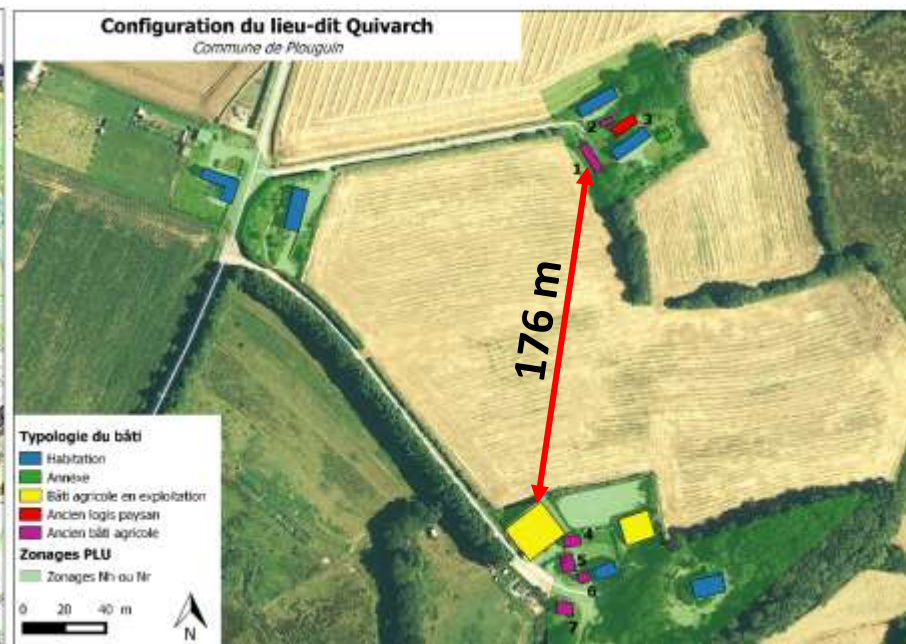 Configuration du lieu-dit Quivarch
Commune de Plouguin
2
3
1
176 m
4
5
6
7
Typologie du bâti
Habitation
Annexe
Bâti agricole en exploitation
Ancien logis paysan
Ancien bâti agricole
Zonages PLU
Zonages Nh ou Nr
0 20 40 m
N